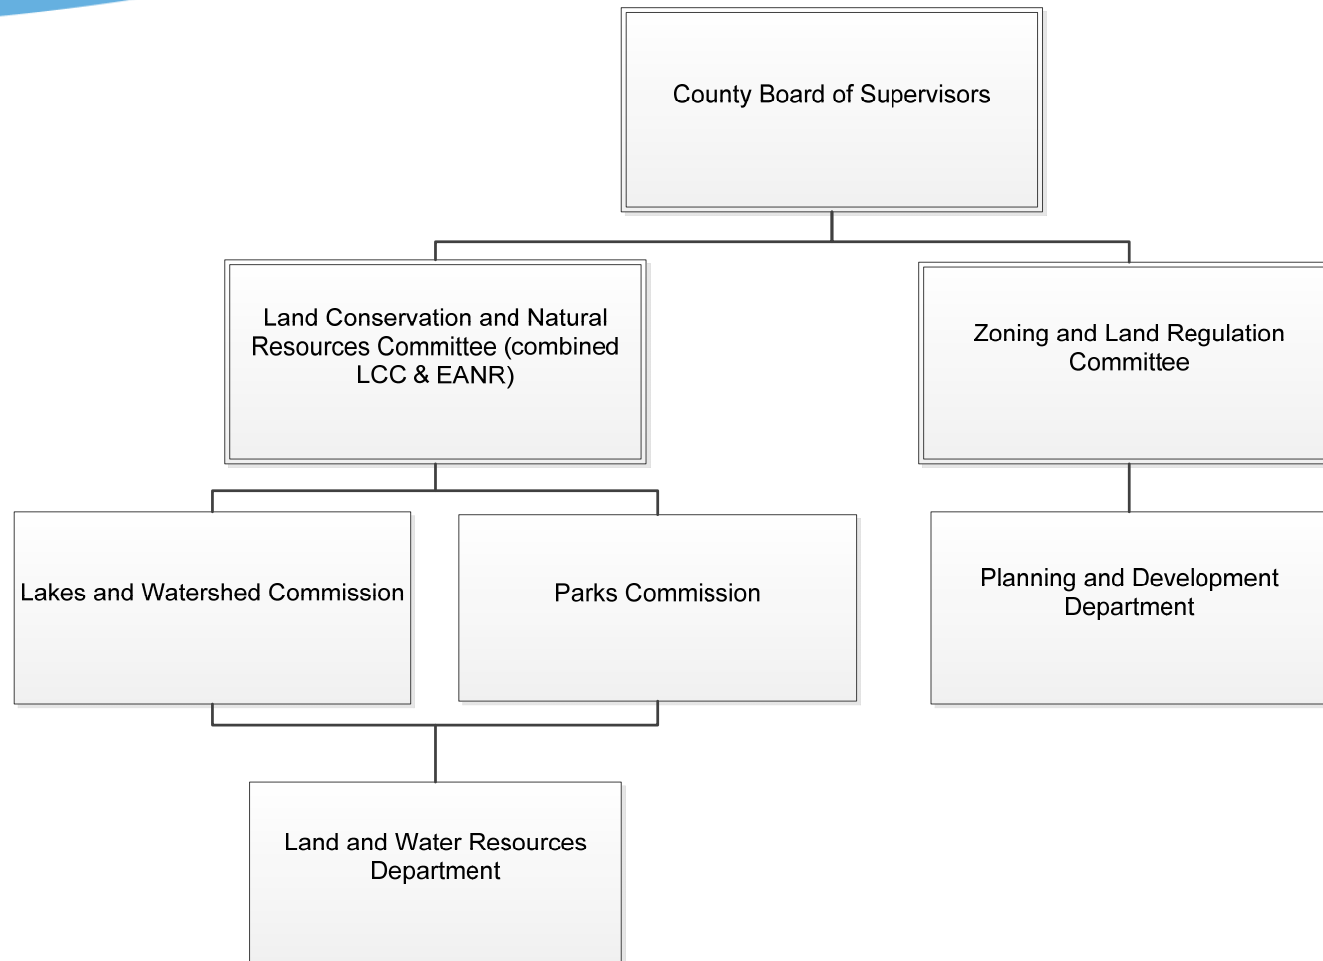 County Board of Supervisors
Land Conservation and Natural
Resources Committee (combined
LCC & EANR)
Zoning and Land Regulation
Committee
Lakes and Watershed Commission
Parks Commission
Planning and Development
Department
Land and Water Resources
Department